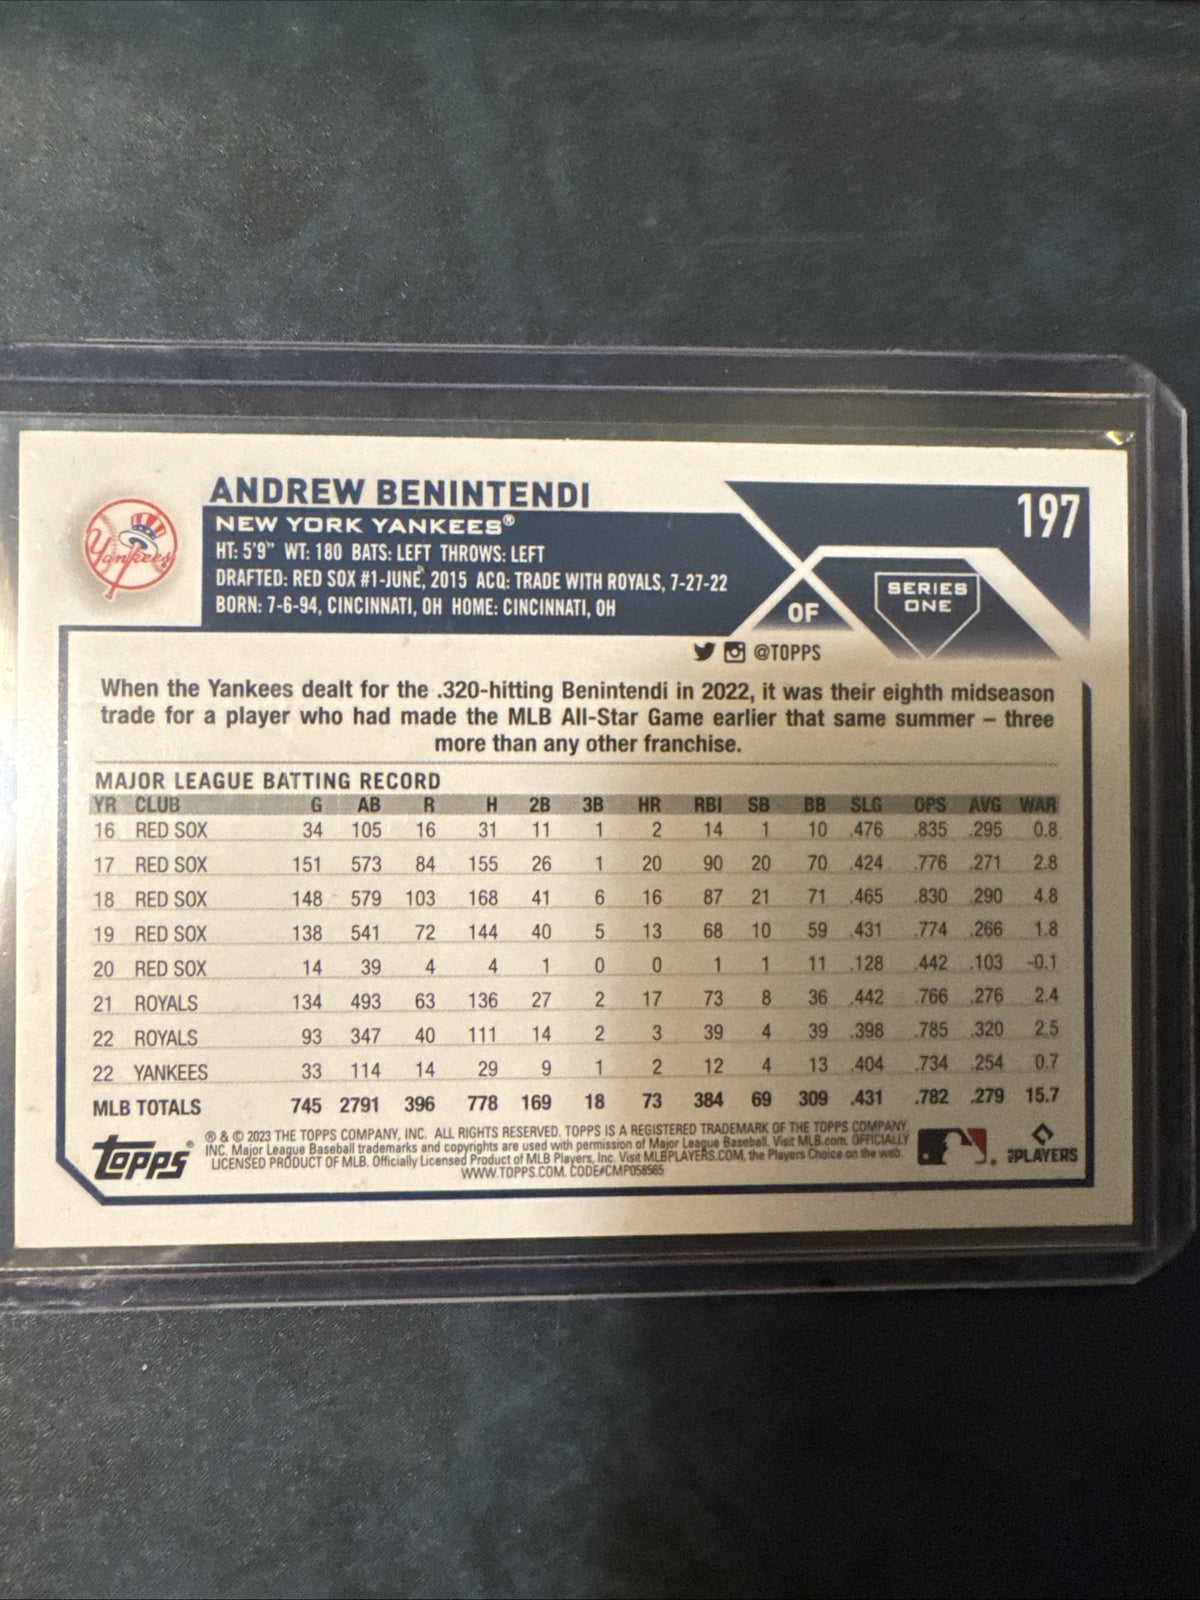 ANDREW BENINTENDI
197
NEW YORK YANKEES®
Yankees
HT: 5'9" WT: 180 BATS: LEFT THROWS: LEFT
DRAFTED: RED SOX #1-JUNE, 2015 ACQ: TRADE WITH ROYALS, 7-27-22
BORN: 7-6-94, CINCINNATI, OH HOME: CINCINNATI, OH
OF
SERIES
ONE
@TOPPS
When the Yankees dealt for the .320-hitting Benintendi in 2022, it was their eighth midseason
trade for a player who had made the MLB All-Star Game earlier that same summer – three
more than any other franchise.
MAJOR LEAGUE BATTING RECORD
YR CLUB G AB R H 2B 3B HR RBI SB BB SLG OPS AVG WAR
16 RED SOX 34 105 16 31 11 1 2 14 1 10 .476 .835 .295 0.8
17 RED SOX 151 573 84 155 26 1 20 90 20 70 .424 .776 .271 2.8
18 RED SOX 148 579 103 168 41 6 16 87 21 71 .465 .830 .290 4.8
19 RED SOX 138 541 72 144 40 5 13 68 10 59 .431 .774 .266 1.8
20 RED SOX 14 39 4 4 1 0 0 1 1 11 .128 .442 .103 -0.1
21 ROYALS 134 493 63 136 27 2 17 73 8 36 .442 .766 .276 2.4
22 ROYALS 93 347 40 111 14 2 3 39 4 39 .398 .785 .320 2.5
22 YANKEES 33 114 14 29 9 1 2 12 4 13 .404 .734 .254 0.7
MLB TOTALS 745 2791 396 778 169 18 73 384 69 309 .431 .782 .279 15.7
Topps®
® & © 2023 THE TOPPS COMPANY, INC. ALL RIGHTS RESERVED. TOPPS IS A REGISTERED TRADEMARK OF THE TOPPS COMPANY,
INC. Major League Baseball trademarks and copyrights are used with permission of Major League Baseball. Visit MLB.com. OFFICIALLY
LICENSED PRODUCT OF MLB. Officially Licensed Product of MLB Players, Inc. Visit MLBPLAYERS.COM, the Players Choice on the web.
WWW.TOPPS.COM. CODE#CMP058565
PLAYERS